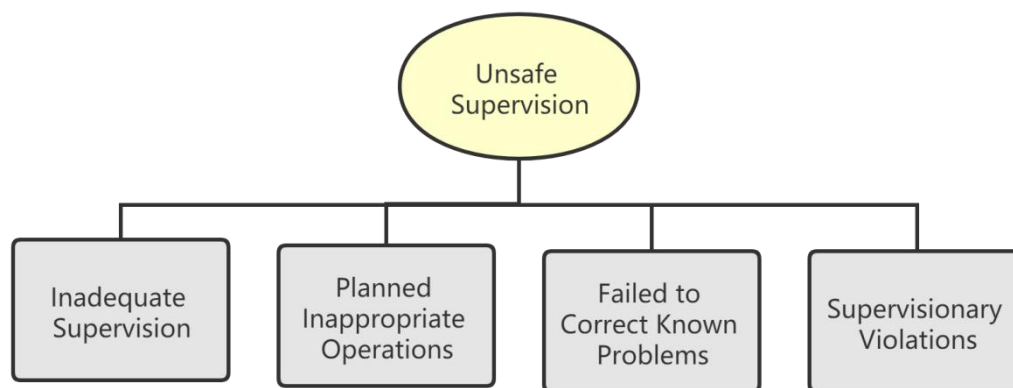 Unsafe
Supervision
Inadequate
Supervision
Planned
Inappropriate
Operations
Failed to
Correct Known
Problems
Supervisionary
Violations